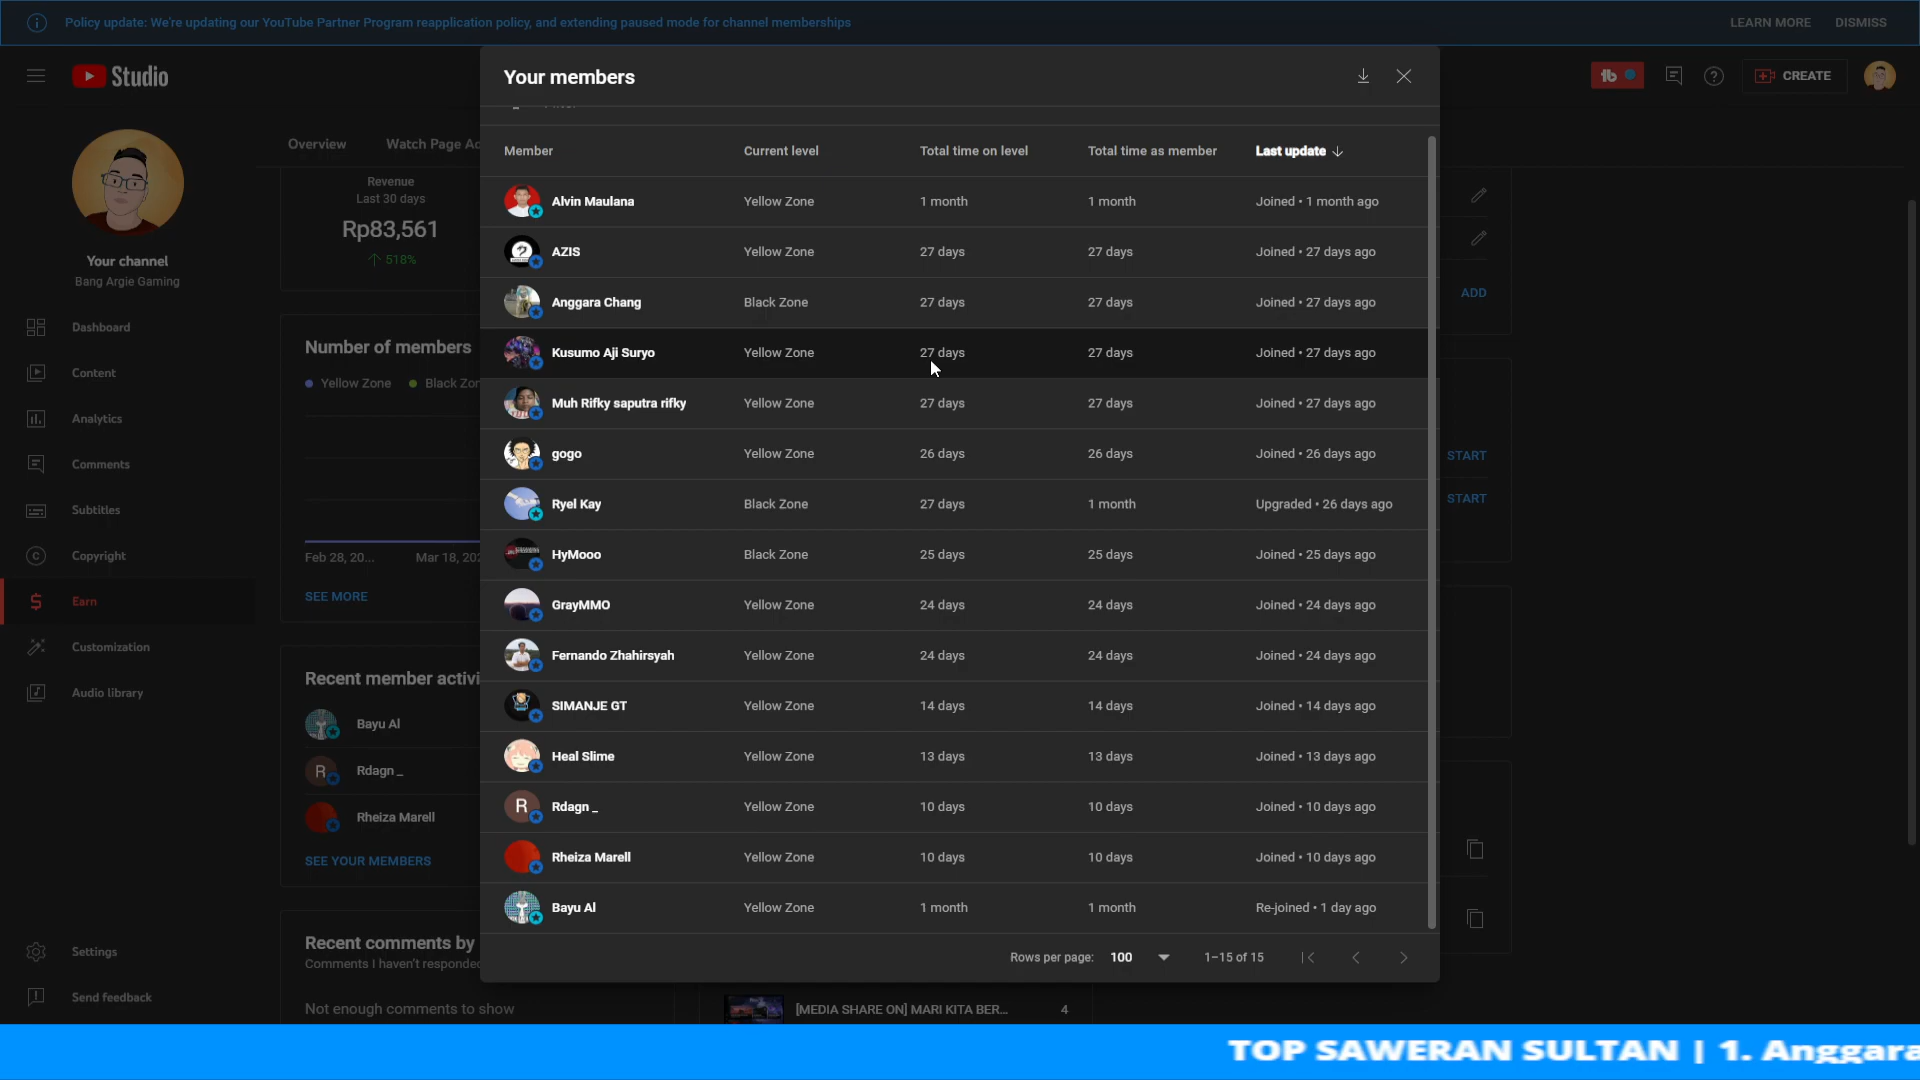 Policy update: We're updating our YouTube Partner Program reapplication policy, and extending paused mode for channel memberships
LEARN MORE
DISMISS
Studio
CREATE
Your channel
Bang Argie Gaming
Dashboard
Content
Analytics
Comments
Subtitles
Copyright
Earn
Customization
Audio library
Settings
Send feedback
Overview
Watch Page Ad
Revenue
Last 30 days
Rp83,561
518%
Number of members
Yellow Zone
Black Zon
Feb 28, 20...
Mar 18, 202
SEE MORE
Recent member activi
Bayu Al
R Rdagn _
Rheiza Marell
SEE YOUR MEMBERS
Recent comments by
Comments I haven't responded
Not enough comments to show
Your members
Member Current level Total time on level Total time as member Last update
Alvin Maulana Yellow Zone 1 month 1 month Joined • 1 month ago
AZIS Yellow Zone 27 days 27 days Joined • 27 days ago
Anggara Chang Black Zone 27 days 27 days Joined • 27 days ago
Kusumo Aji Suryo Yellow Zone 27 days 27 days Joined • 27 days ago
Muh Rifky saputra rifky Yellow Zone 27 days 27 days Joined • 27 days ago
gogo Yellow Zone 26 days 26 days Joined • 26 days ago
Ryel Kay Black Zone 27 days 1 month Upgraded • 26 days ago
HyMooo Black Zone 25 days 25 days Joined • 25 days ago
GrayMMO Yellow Zone 24 days 24 days Joined • 24 days ago
Fernando Zhahirsyah Yellow Zone 24 days 24 days Joined • 24 days ago
SIMANJE GT Yellow Zone 14 days 14 days Joined • 14 days ago
Heal Slime Yellow Zone 13 days 13 days Joined • 13 days ago
R Rdagn _ Yellow Zone 10 days 10 days Joined • 10 days ago
Rheiza Marell Yellow Zone 10 days 10 days Joined • 10 days ago
Bayu Al Yellow Zone 1 month 1 month Re-joined • 1 day ago
Rows per page: 100 1–15 of 15
ADD
START
START
[MEDIA SHARE ON] MARI KITA BER... 4
TOP SAWERAN SULTAN | 1. Anggara